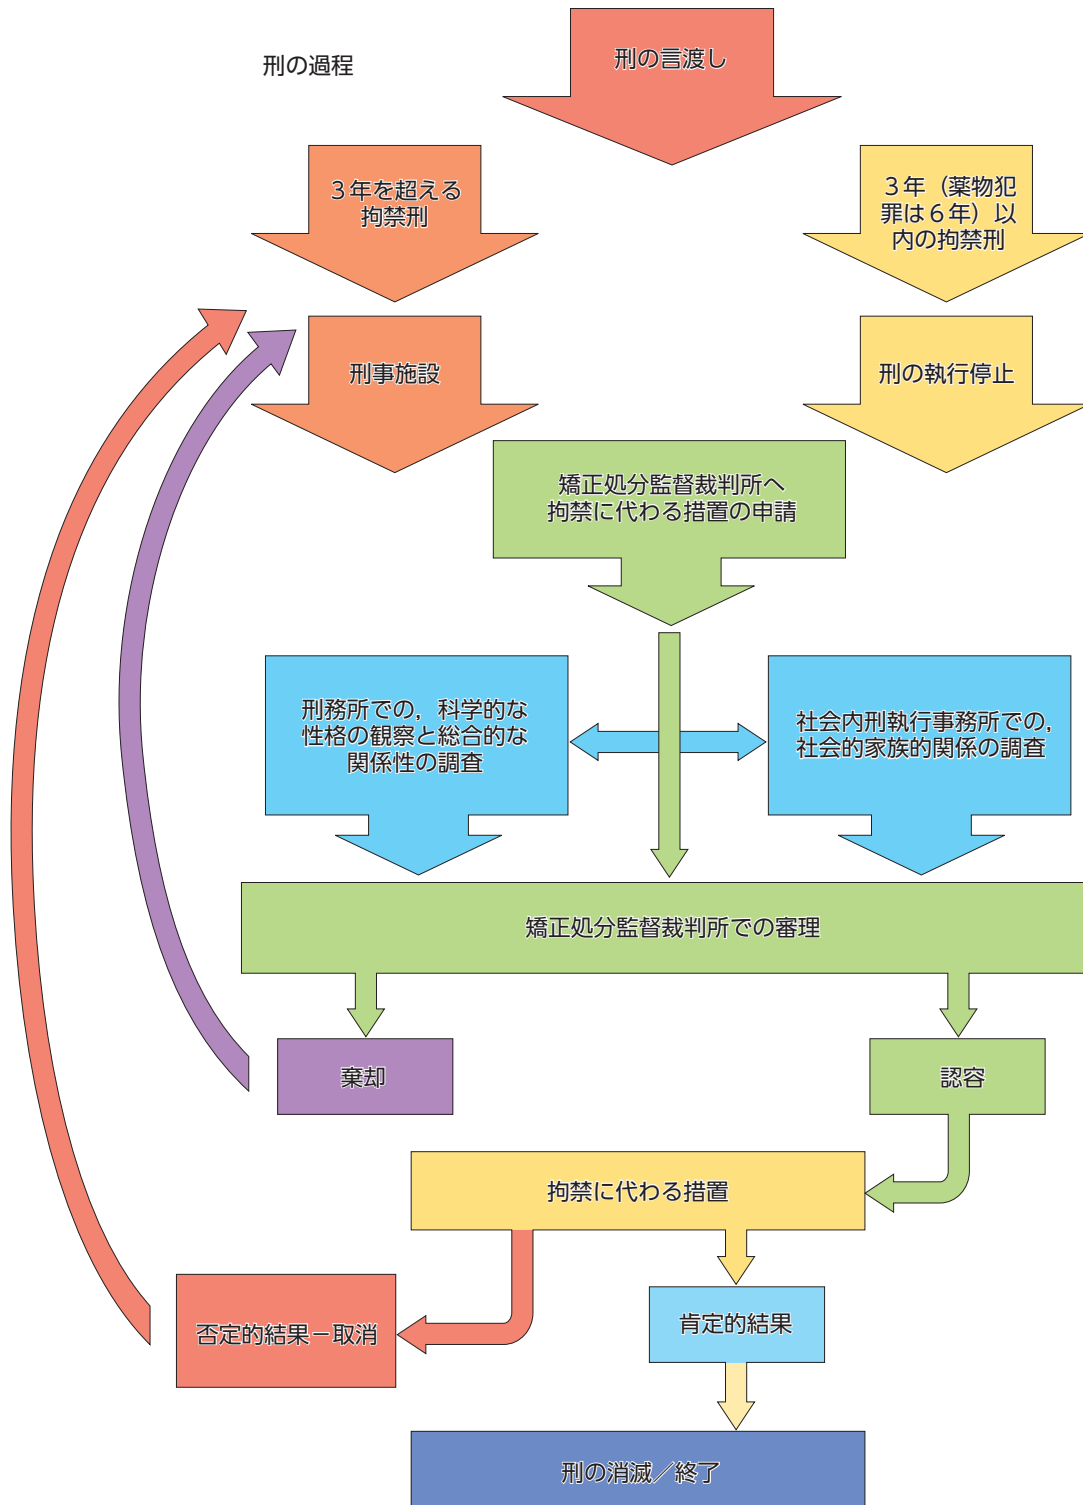 刑の過程
刑の言渡し
３年を超える
拘禁刑
３年（薬物犯
罪は６年）以
内の拘禁刑
刑事施設
刑の執行停止
矯正処分監督裁判所へ
拘禁に代わる措置の申請
刑務所での，科学的な
性格の観察と総合的な
関係性の調査
社会内刑執行事務所での，
社会的家族的関係の調査
矯正処分監督裁判所での審理
棄却
認容
拘禁に代わる措置
否定的結果－取消
肯定的結果
刑の消滅／終了